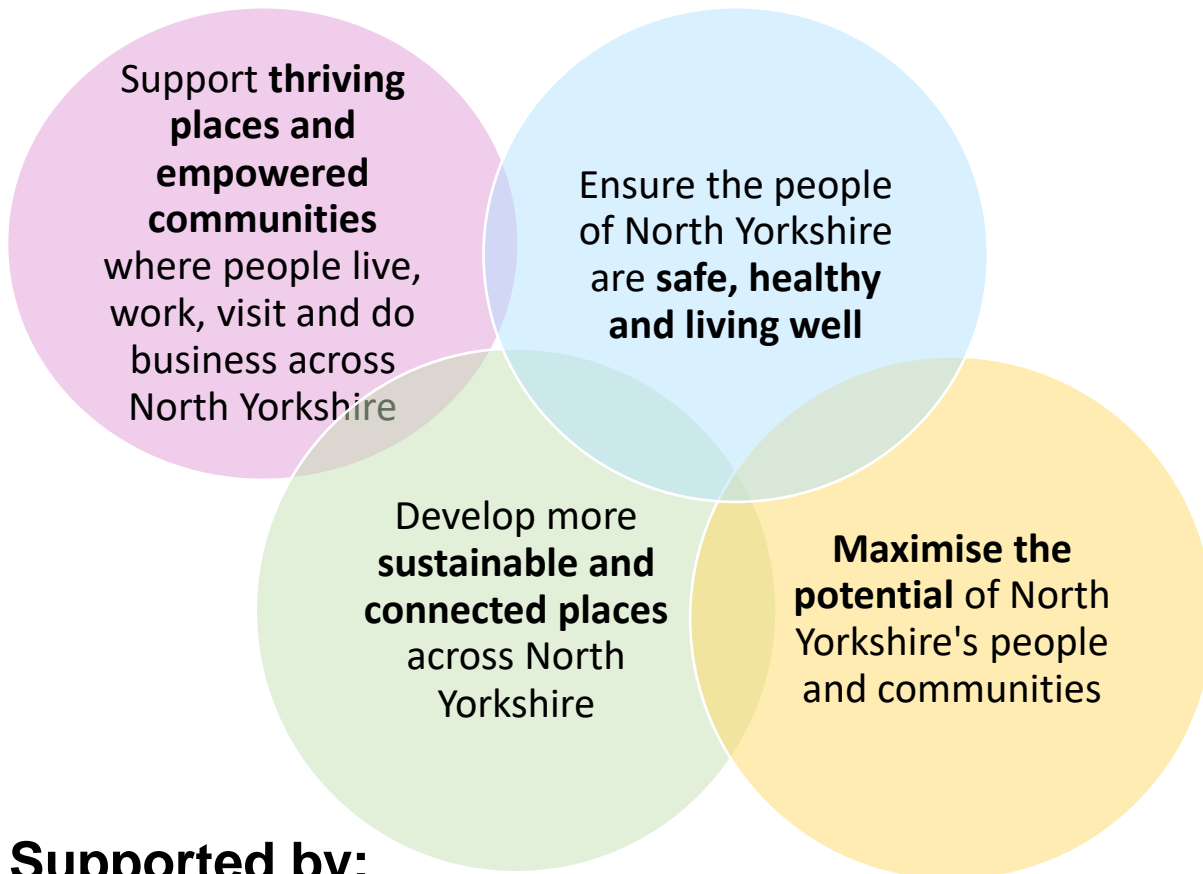 Support thriving
places and
empowered
communities
where people live,
work, visit and do
business across
North Yorkshire
Ensure the people
of North Yorkshire
are safe, healthy
and living well
Develop more
sustainable and
connected places
across North
Yorkshire
Maximise the
potential of North
Yorkshire's people
and communities
Supported by: